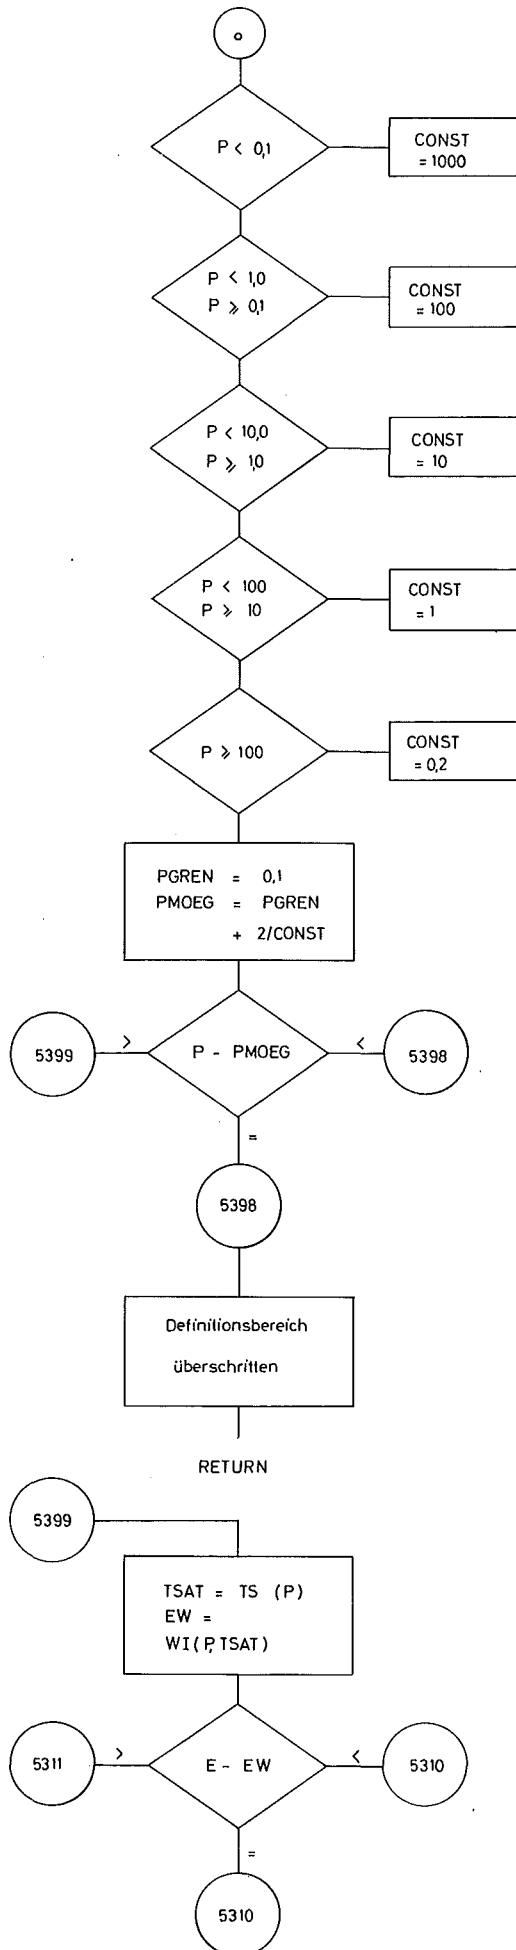 o
P < 0,1
CONST
= 1000
P < 1,0
P ⩾ 0,1
CONST
= 100
P < 10,0
P ⩾ 1,0
CONST
= 10
P < 100
P ⩾ 10
CONST
= 1
P ⩾ 100
CONST
= 0,2
PGREN = 0,1
PMOEG = PGREN
+ 2/CONST
5399
>
P - PMOEG
<
5398
=
5398
Definitionsbereich
überschritten
RETURN
5399
TSAT = TS (P)
EW =
WI(P,TSAT)
5311
>
E - EW
<
5310
=
5310